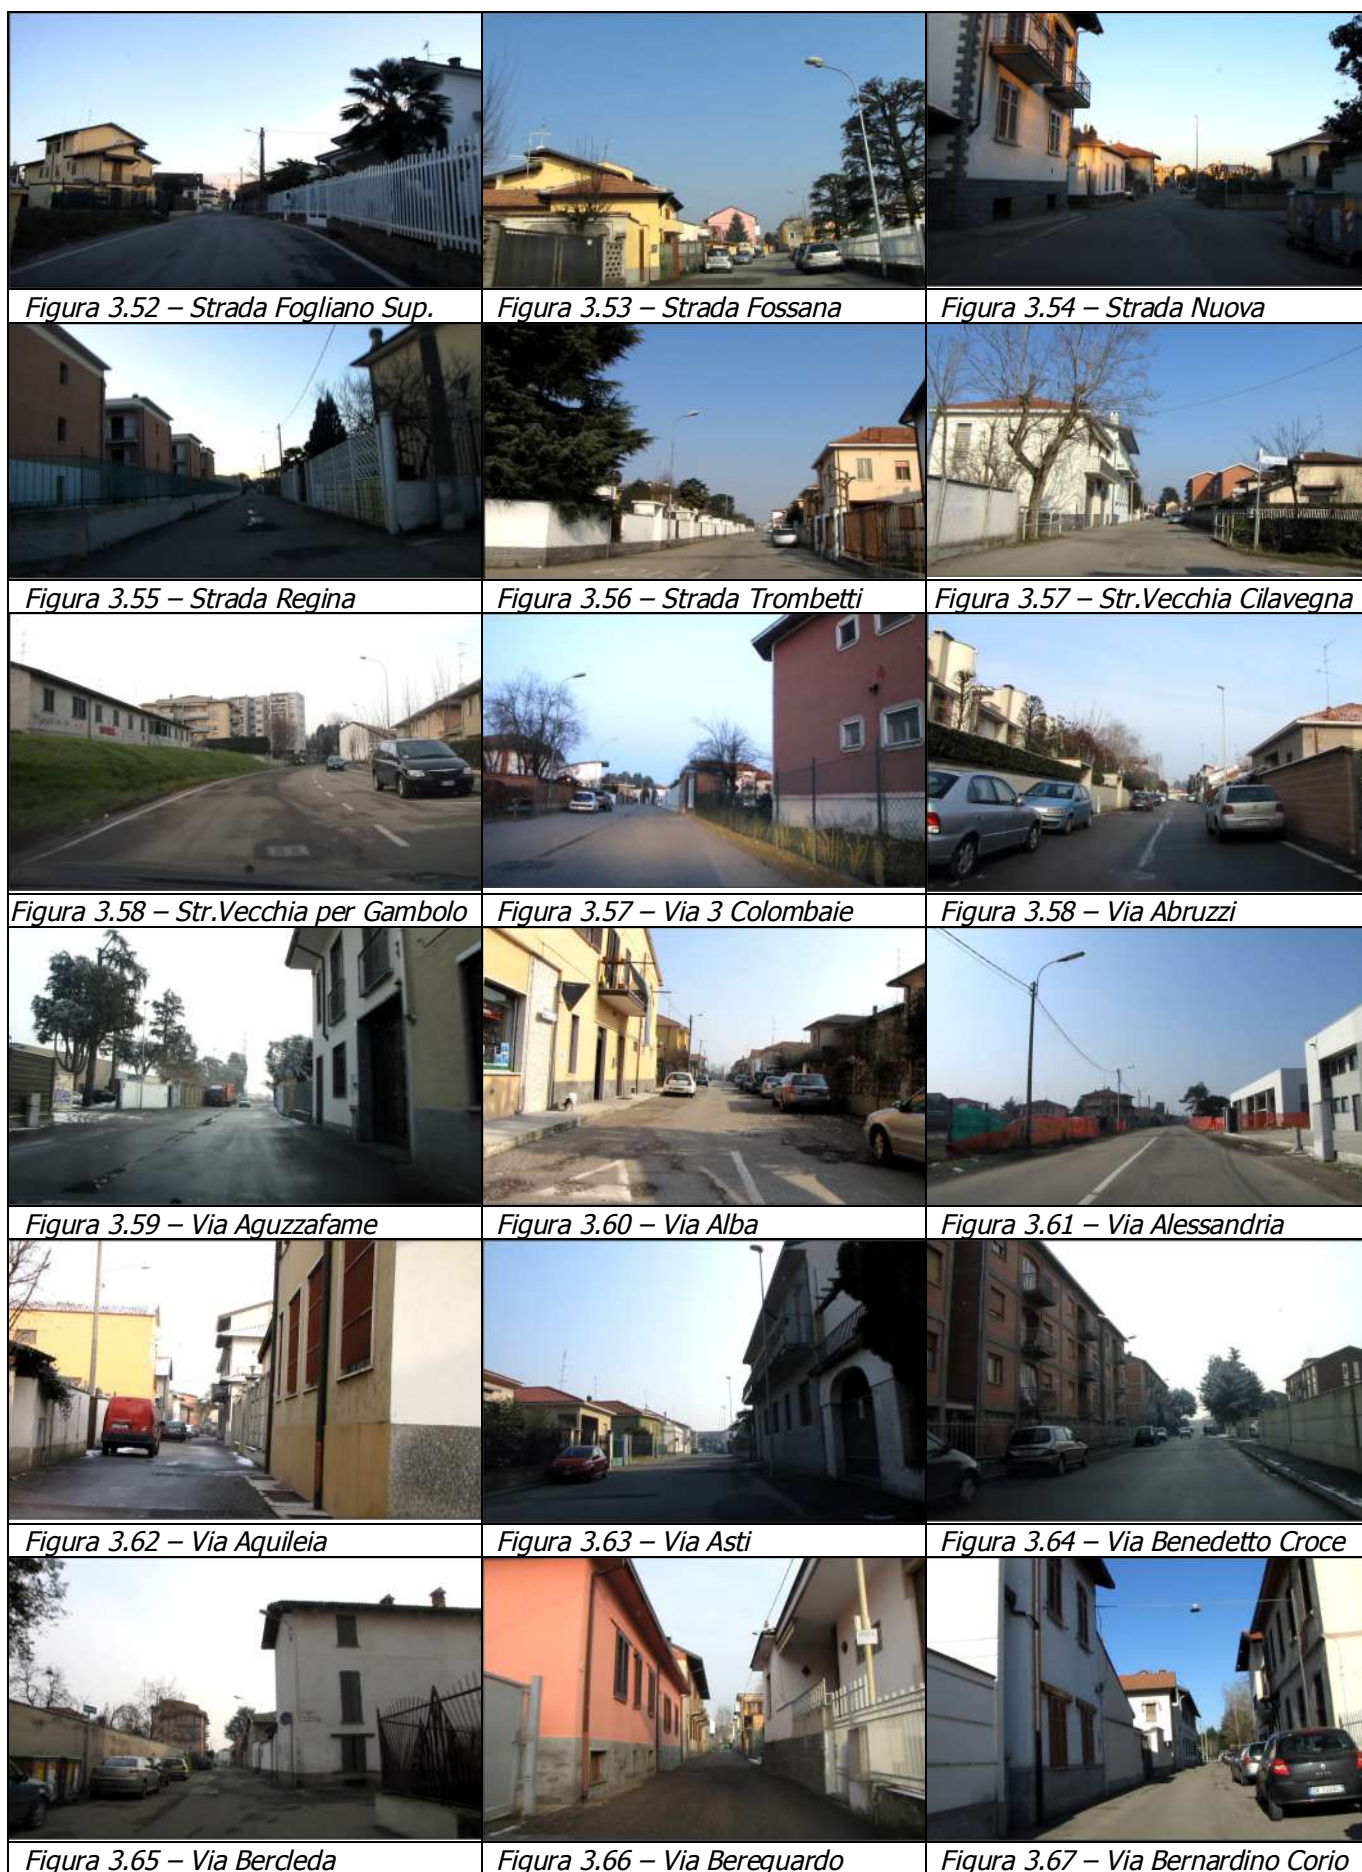 Figura 3.52 – Strada Fogliano Sup.
Figura 3.53 – Strada Fossana
Figura 3.54 – Strada Nuova
Figura 3.55 – Strada Regina
Figura 3.56 – Strada Trombetti
Figura 3.57 – Str.Vecchia Cilavegna
Figura 3.58 – Str.Vecchia per Gambolo
Figura 3.57 – Via 3 Colombaie
Figura 3.58 – Via Abruzzi
Figura 3.59 – Via Aguzzafame
Figura 3.60 – Via Alba
Figura 3.61 – Via Alessandria
Figura 3.62 – Via Aquileia
Figura 3.63 – Via Asti
Figura 3.64 – Via Benedetto Croce
Figura 3.65 – Via Bercleda
Figura 3.66 – Via Bereguardo
Figura 3.67 – Via Bernardino Corio